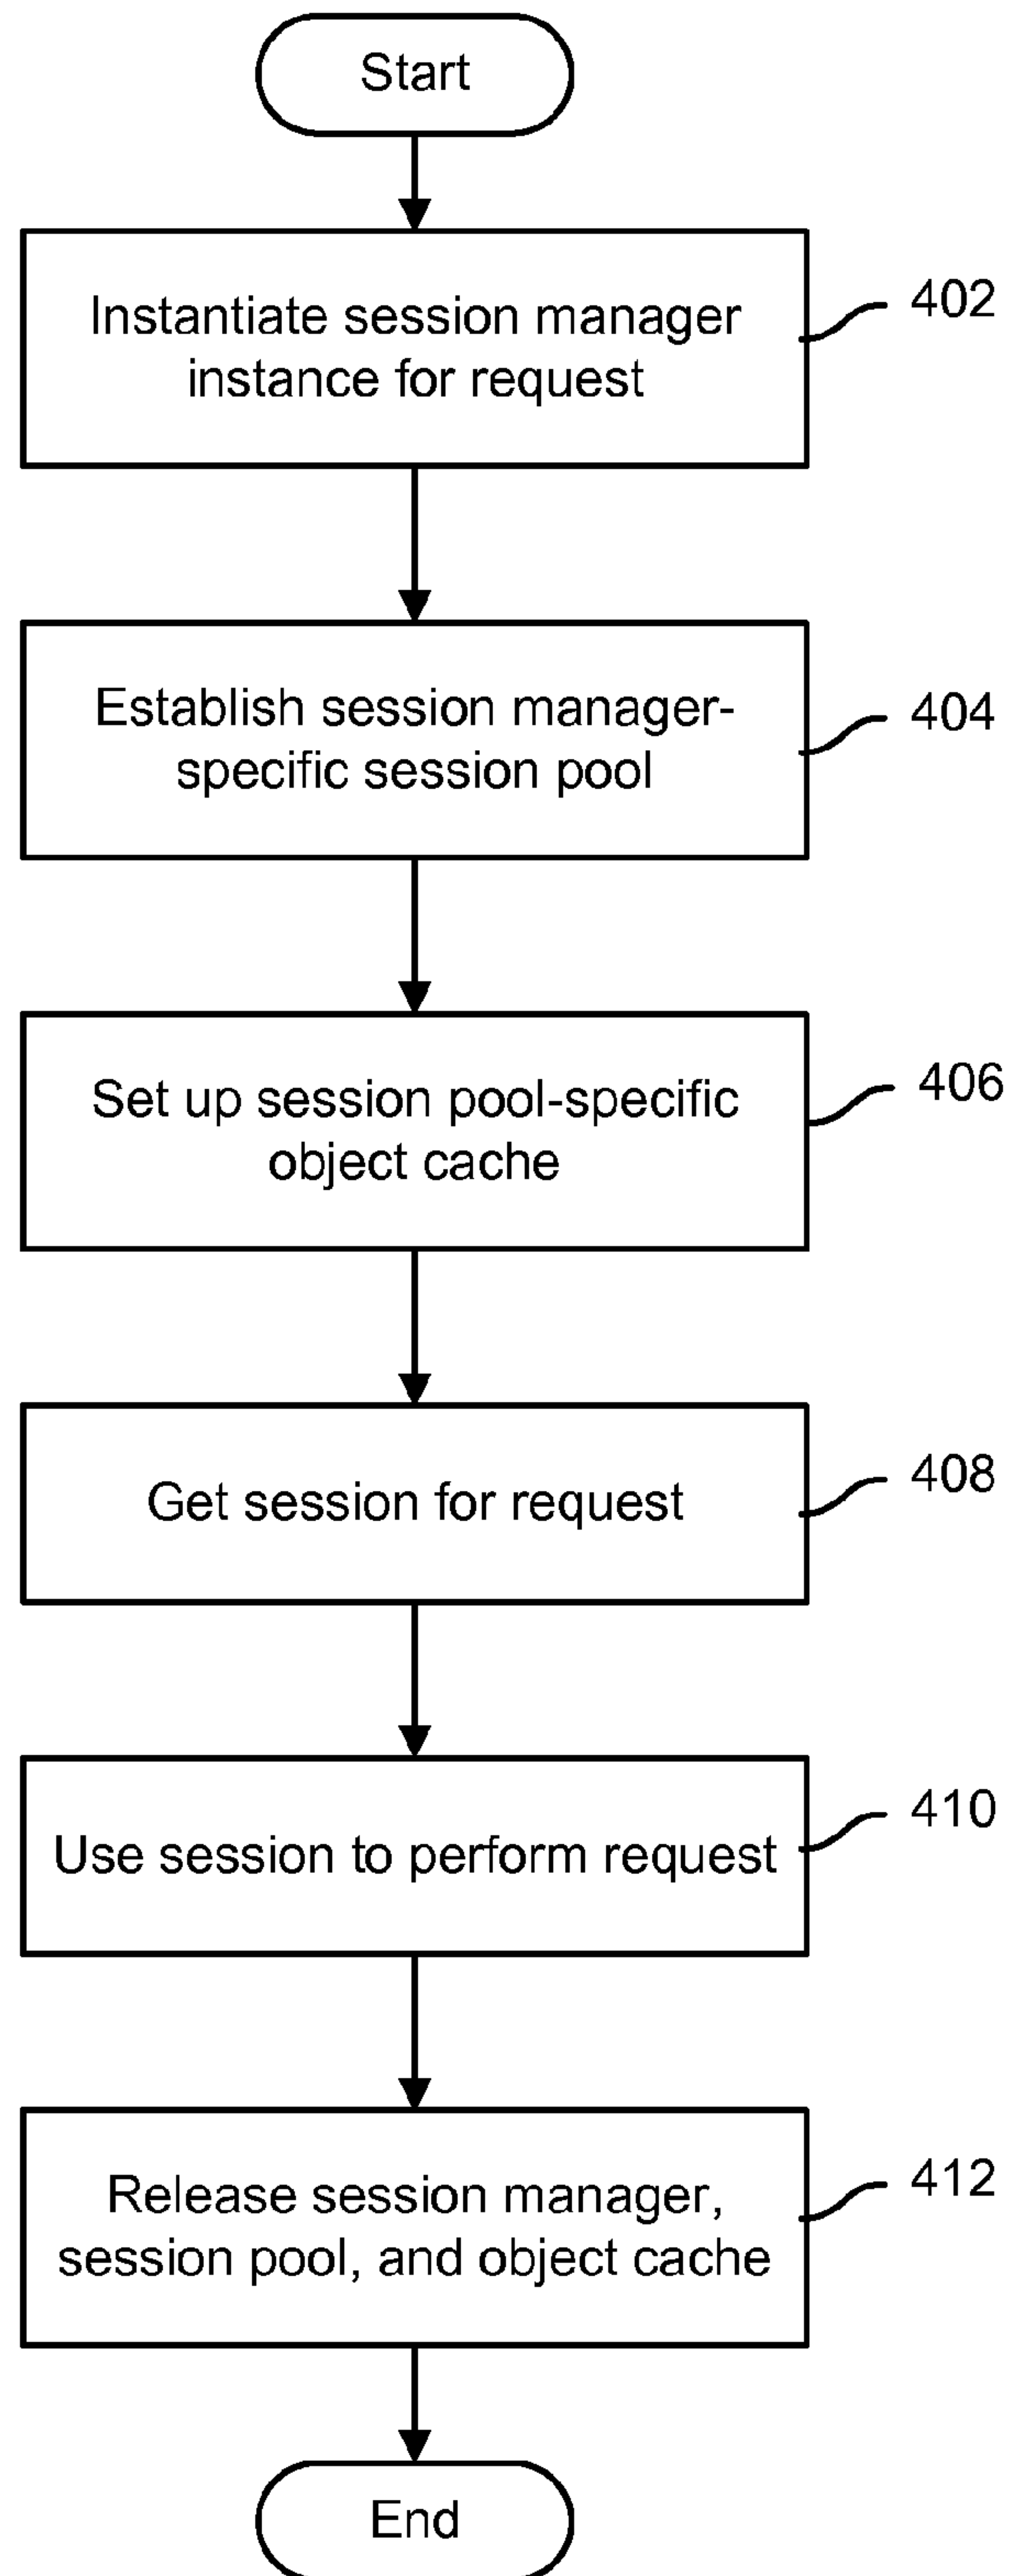 Start
Instantiate session manager
instance for request
402
Establish session manager-
specific session pool
404
Set up session pool-specific
object cache
406
Get session for request
408
Use session to perform request
410
Release session manager,
session pool, and object cache
412
End